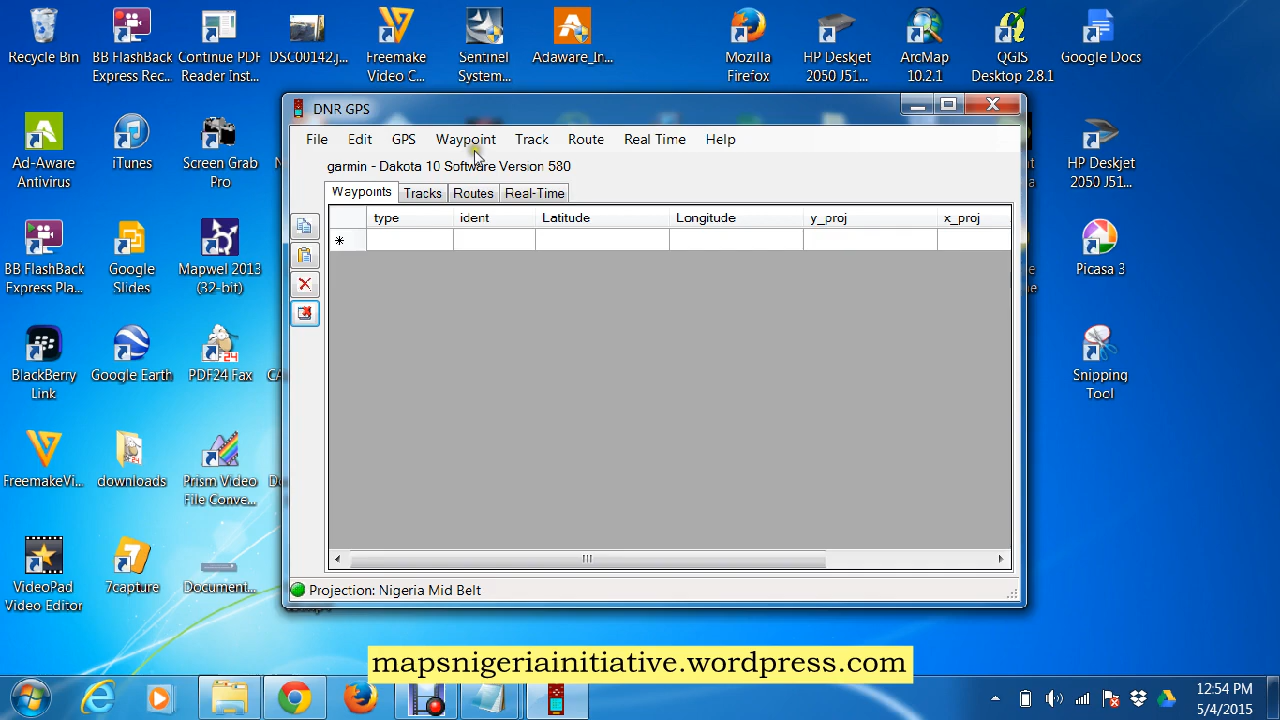 Recycle Bin
BB FlashBack
Express Rec...
Continue PDF
Reader Inst...
DSC00142.j...
Freemake
Video C...
Sentinel
System...
Adaware_In...
Mozilla
Firefox
HP Deskjet
2050 J51...
ArcMap
10.2.1
QGIS
Desktop 2.8.1
Google Docs
DNR GPS
File Edit GPS Waypoint Track Route Real Time Help
garmin - Dakota 10 Software Version 580
Waypoints Tracks Routes Real-Time
type ident Latitude Longitude y_proj x_proj
Projection: Nigeria Mid Belt
Ad-Aware
Antivirus
iTunes
Screen Grab
Pro
HP Deskjet
2050 J51...
BB FlashBack
Express Pla...
Google
Slides
Mapwel 2013
(32-bit)
Picasa 3
BlackBerry
Link
Google Earth
PDF24 Fax
Snipping
Tool
FreemakeVi...
downloads
Prism Video
File Conve...
VideoPad
Video Editor
7capture
Document...
mapsnigeriainitiative.wordpress.com
12:54 PM
5/4/2015